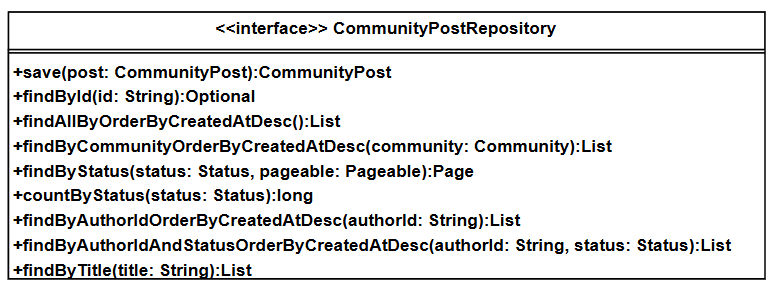 <<interface>> CommunityPostRepository
+save(post: CommunityPost):CommunityPost
+findById(id: String):Optional
+findAllByOrderByCreatedAtDesc():List
+findByCommunityOrderByCreatedAtDesc(community: Community):List
+findByStatus(status: Status, pageable: Pageable):Page
+countByStatus(status: Status):long
+findByAuthorIdOrderByCreatedAtDesc(authorId: String):List
+findByAuthorIdAndStatusOrderByCreatedAtDesc(authorId: String, status: Status):List
+findByTitle(title: String):List